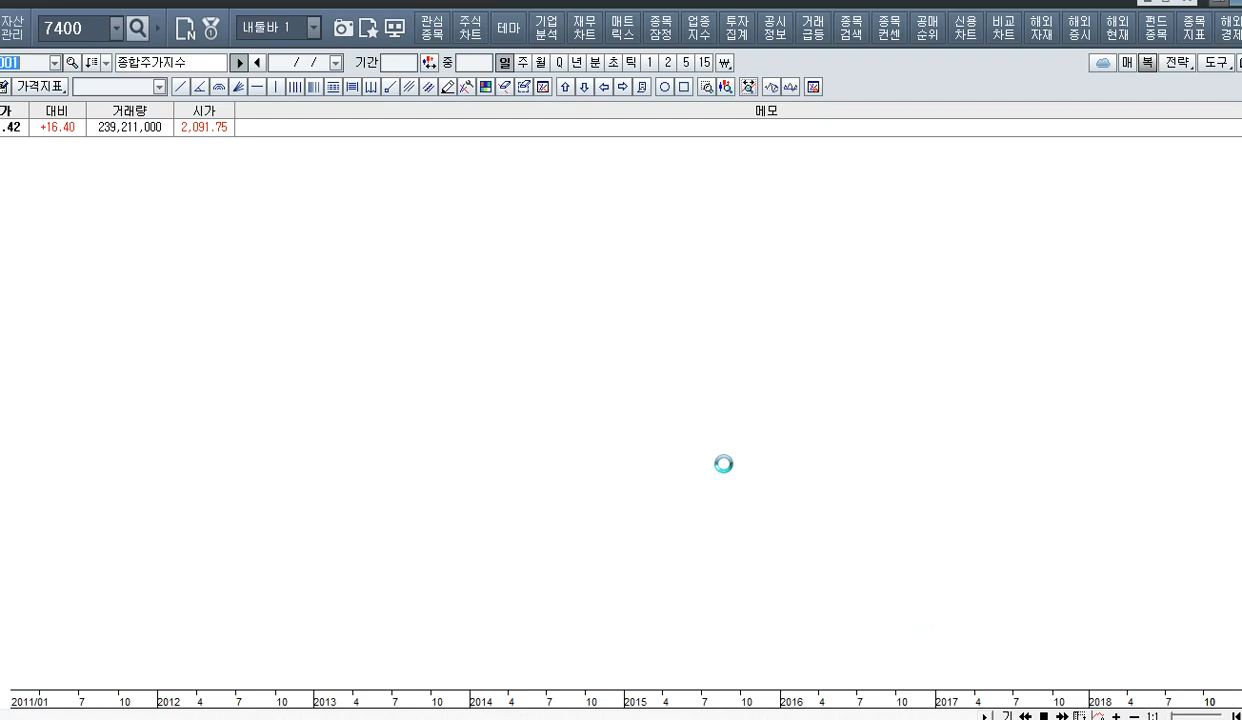 자산 7400 내툴바 1 관심 주식 테마 기업 재무 매트 종목 업종 투자 공시 거래 종목 종목 공매 신용 비교 해외 해외 해외 펀드 종목 해외
관리 종목 차트 분석 차트 릭스 잠정 지수 집계 정보 급등 검색 컨센 순위 차트 차트 자재 증시 현재 종목 지표 경제
001 종합주가지수 / / 기간 중 일 주 월 Q 년 분 초 틱 1 2 5 15 ₩ 매 복 전략 도구
가격지표
가 대비 거래량 시가 메모
.42 +16.40 239,211,000 2,091.75
2011/01 7 10 2012 4 7 10 2013 4 7 10 2014 4 7 10 2015 4 7 10 2016 4 7 10 2017 4 7 10 2018 4 7 10
1:1